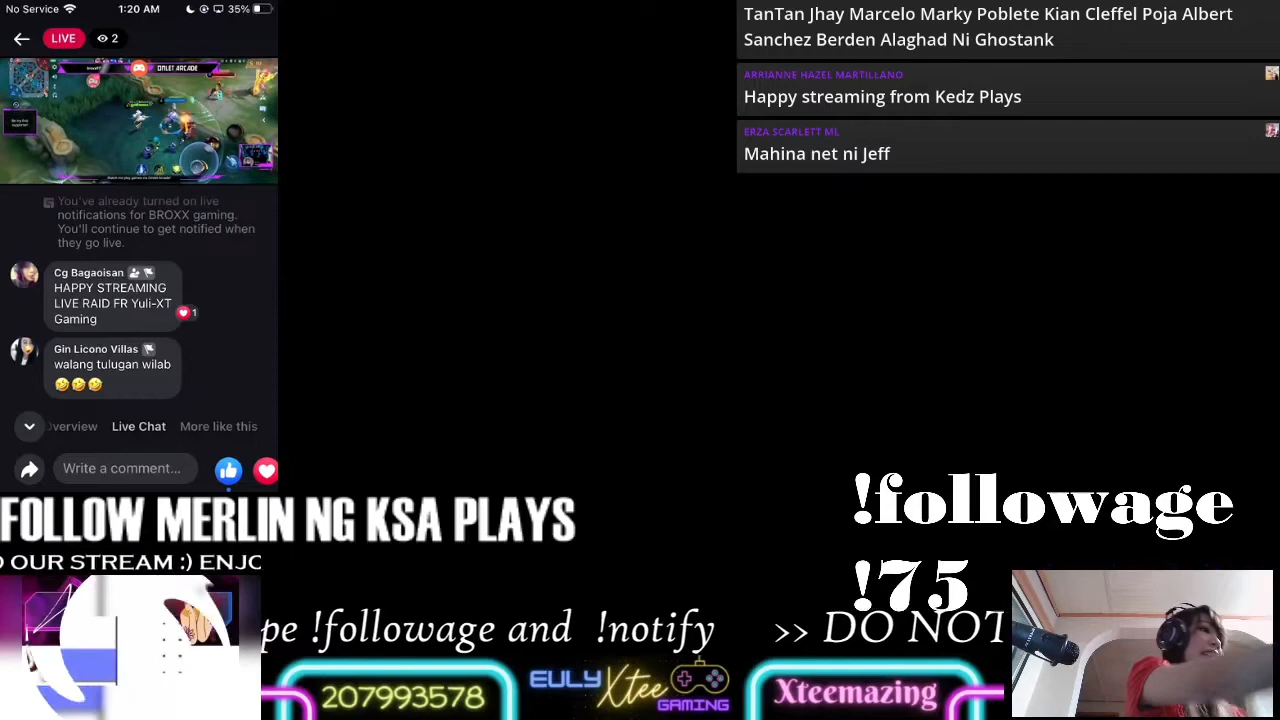 No Service
1:20 AM
35%
LIVE
2
OMLET ARCADE
You've already turned on live
notifications for BROXX gaming.
You'll continue to get notified when
they go live.
Cg Bagaoisan
HAPPY STREAMING
LIVE RAID FR Yuli-XT
Gaming
1
Gin Licono Villas
walang tulugan wilab
🤣🤣🤣
Overview
Live Chat
More like this
Write a comment...
TanTan Jhay Marcelo Marky Poblete Kian Cleffel Poja Albert
Sanchez Berden Alaghad Ni Ghostank
ARRIANNE HAZEL MARTILLANO
Happy streaming from Kedz Plays
ERZA SCARLETT ML
Mahina net ni Jeff
FOLLOW MERLIN NG KSA PLAYS
O OUR STREAM :) ENJO
!followage
!75
pe !followage and !notify >> DO NOT
207993578
EULY Xtee
GAMING
Xteemazing